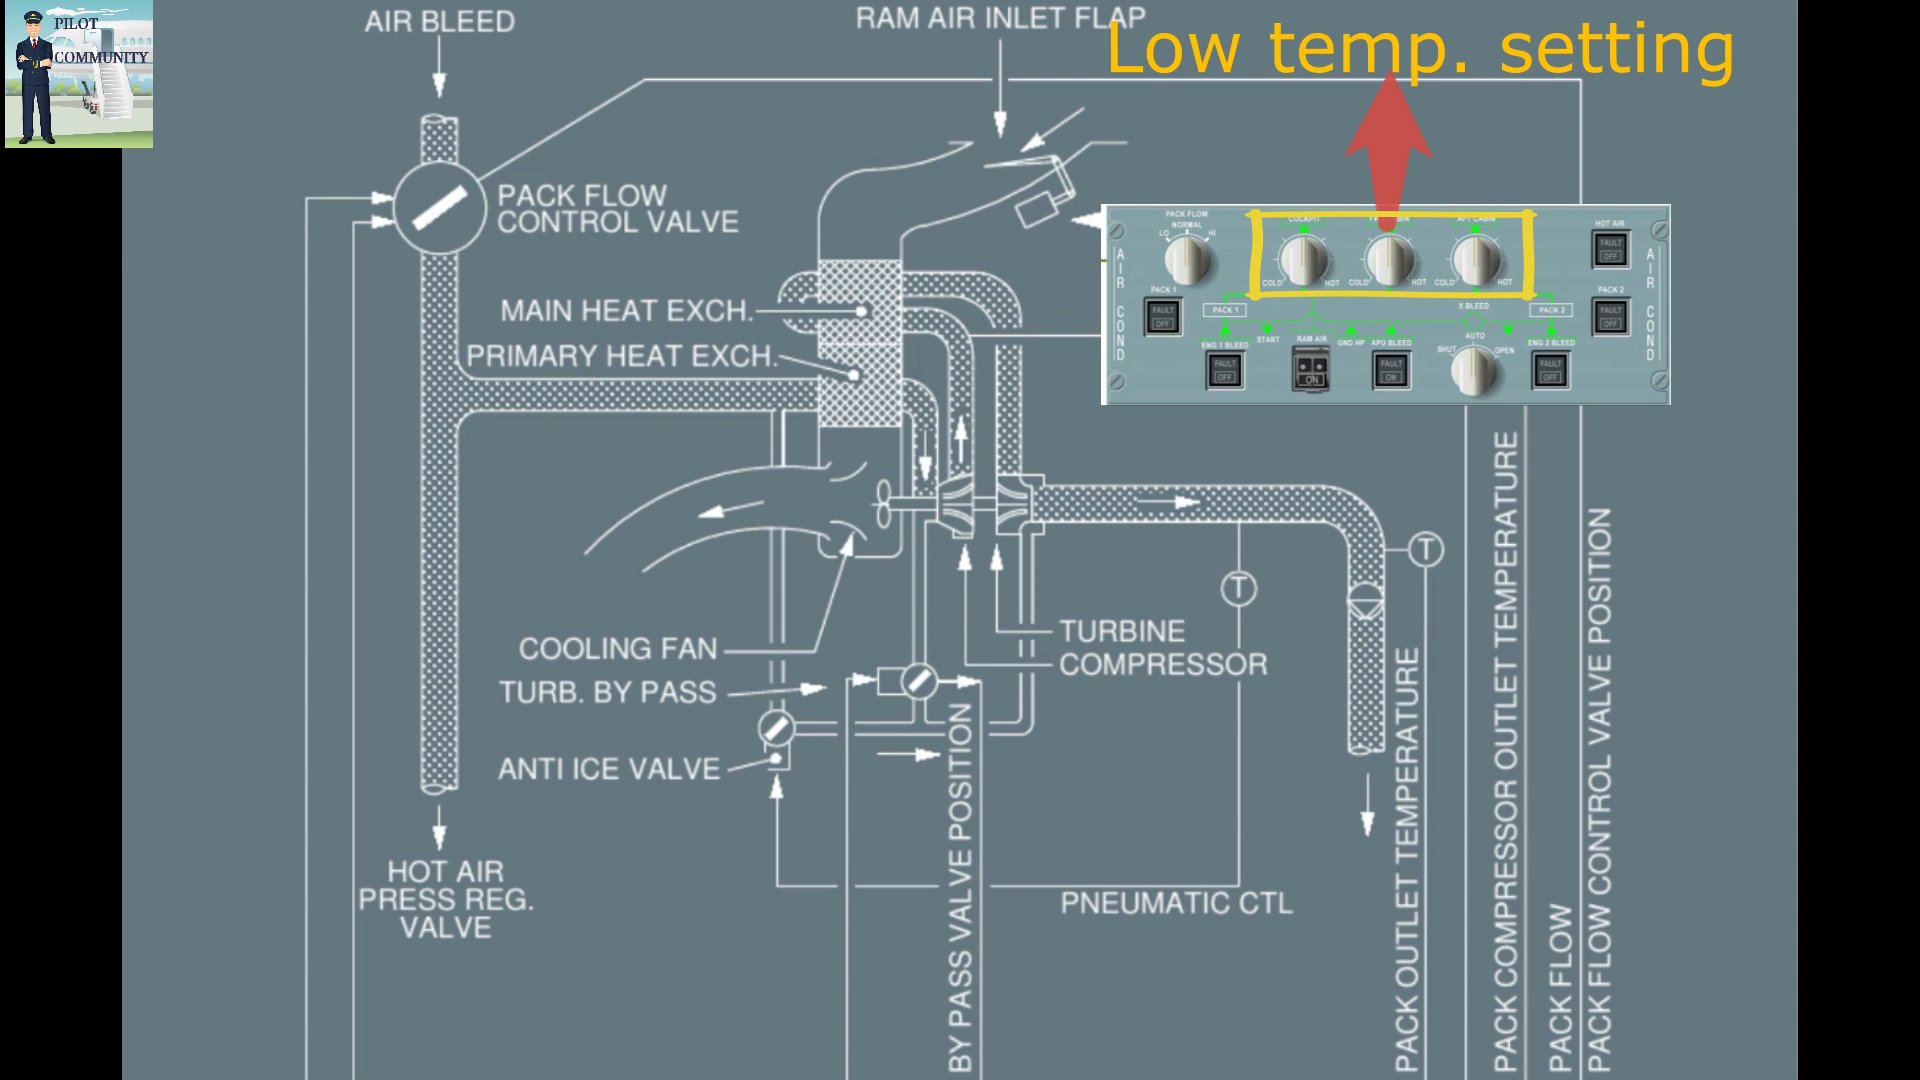 PILOT
COMMUNITY
AIR BLEED
RAM AIR INLET FLAP
Low temp. setting
PACK FLOW
CONTROL VALVE
MAIN HEAT EXCH.
PRIMARY HEAT EXCH.
PACK FLOW
NORMAL
LO
HI
COCKPIT
AFT CABIN
COLD
HOT
COLD
HOT
COLD
HOT
HOT AIR
FAULT
OFF
AIR COND
AIR COND
PACK 1
FAULT
OFF
PACK 1
X BLEED
PACK 2
PACK 2
FAULT
OFF
ENG 1 BLEED
START
RAM AIR
GND HP
APU BLEED
SHUT
AUTO
OPEN
ENG 2 BLEED
FAULT
OFF
ON
FAULT
ON
FAULT
OFF
T
T
COOLING FAN
TURB. BY PASS
ANTI ICE VALVE
TURBINE
COMPRESSOR
HOT AIR
PRESS REG.
VALVE
PNEUMATIC CTL
BY PASS VALVE POSITION
PACK OUTLET TEMPERATURE
PACK COMPRESSOR OUTLET TEMPERATURE
PACK FLOW
PACK FLOW CONTROL VALVE POSITION